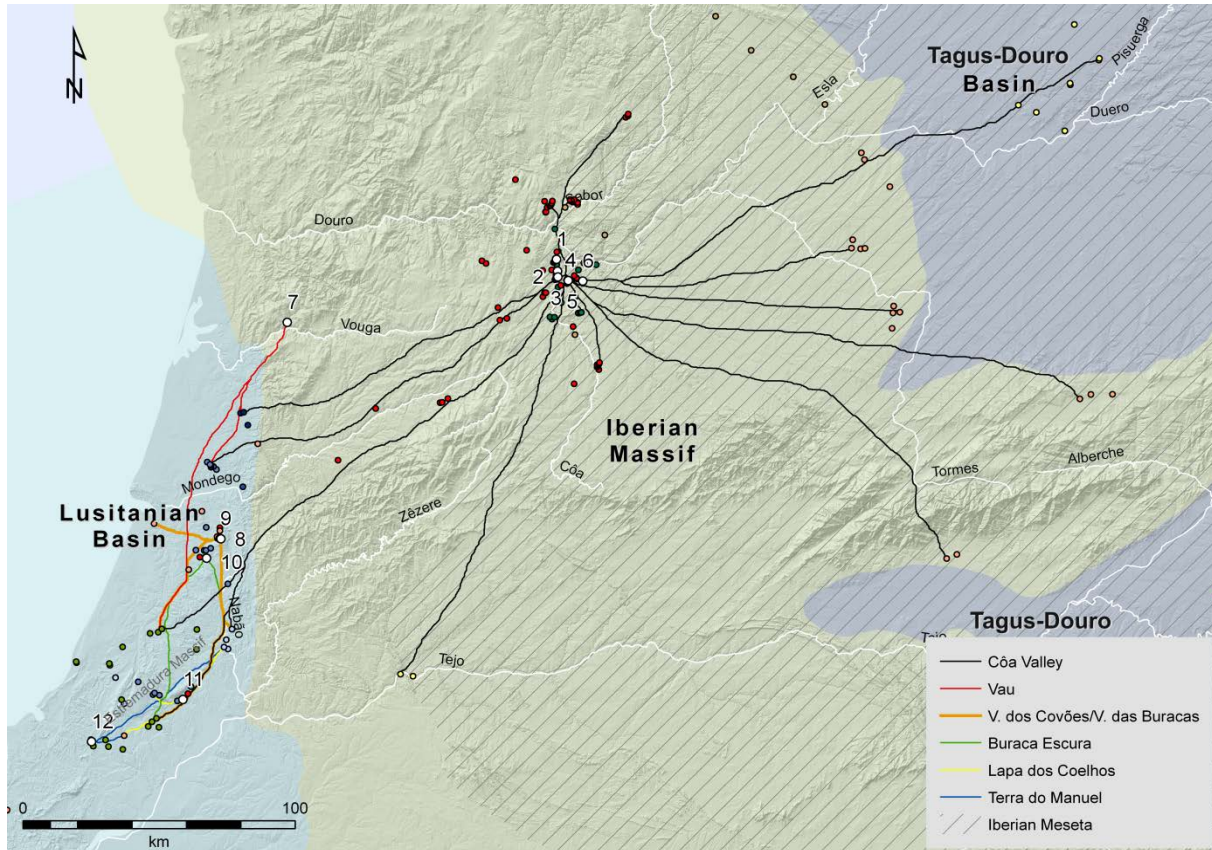 N
Tagus-Douro
Basin
Pisuerga
Esla
Duero
Sabor
Douro
1
4
6
2
3
5
7
Vouga
Iberian
Massif
Côa
Tormes
Alberche
Mondego
Zêzere
Lusitanian
Basin
9
8
10
Nabão
Estremadura Massif
11
12
Tejo
Tejo
Tagus-Douro
Côa Valley
Vau
V. dos Covões/V. das Buracas
Buraca Escura
Lapa dos Coelhos
Terra do Manuel
Iberian Meseta
0
100
km